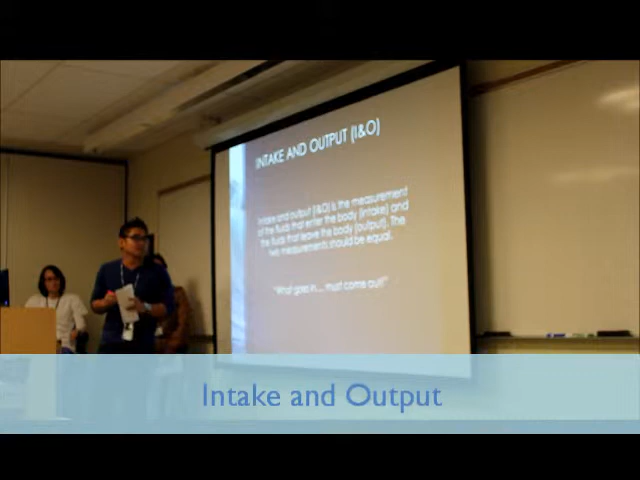 INTAKE AND OUTPUT (I&O)
Intake and output (I&O) is the measurement
of the fluids that enter the body (intake) and
the fluids that leave the body (output). The
two measurements should be equal.
"What goes in... must come out!"
Intake and Output